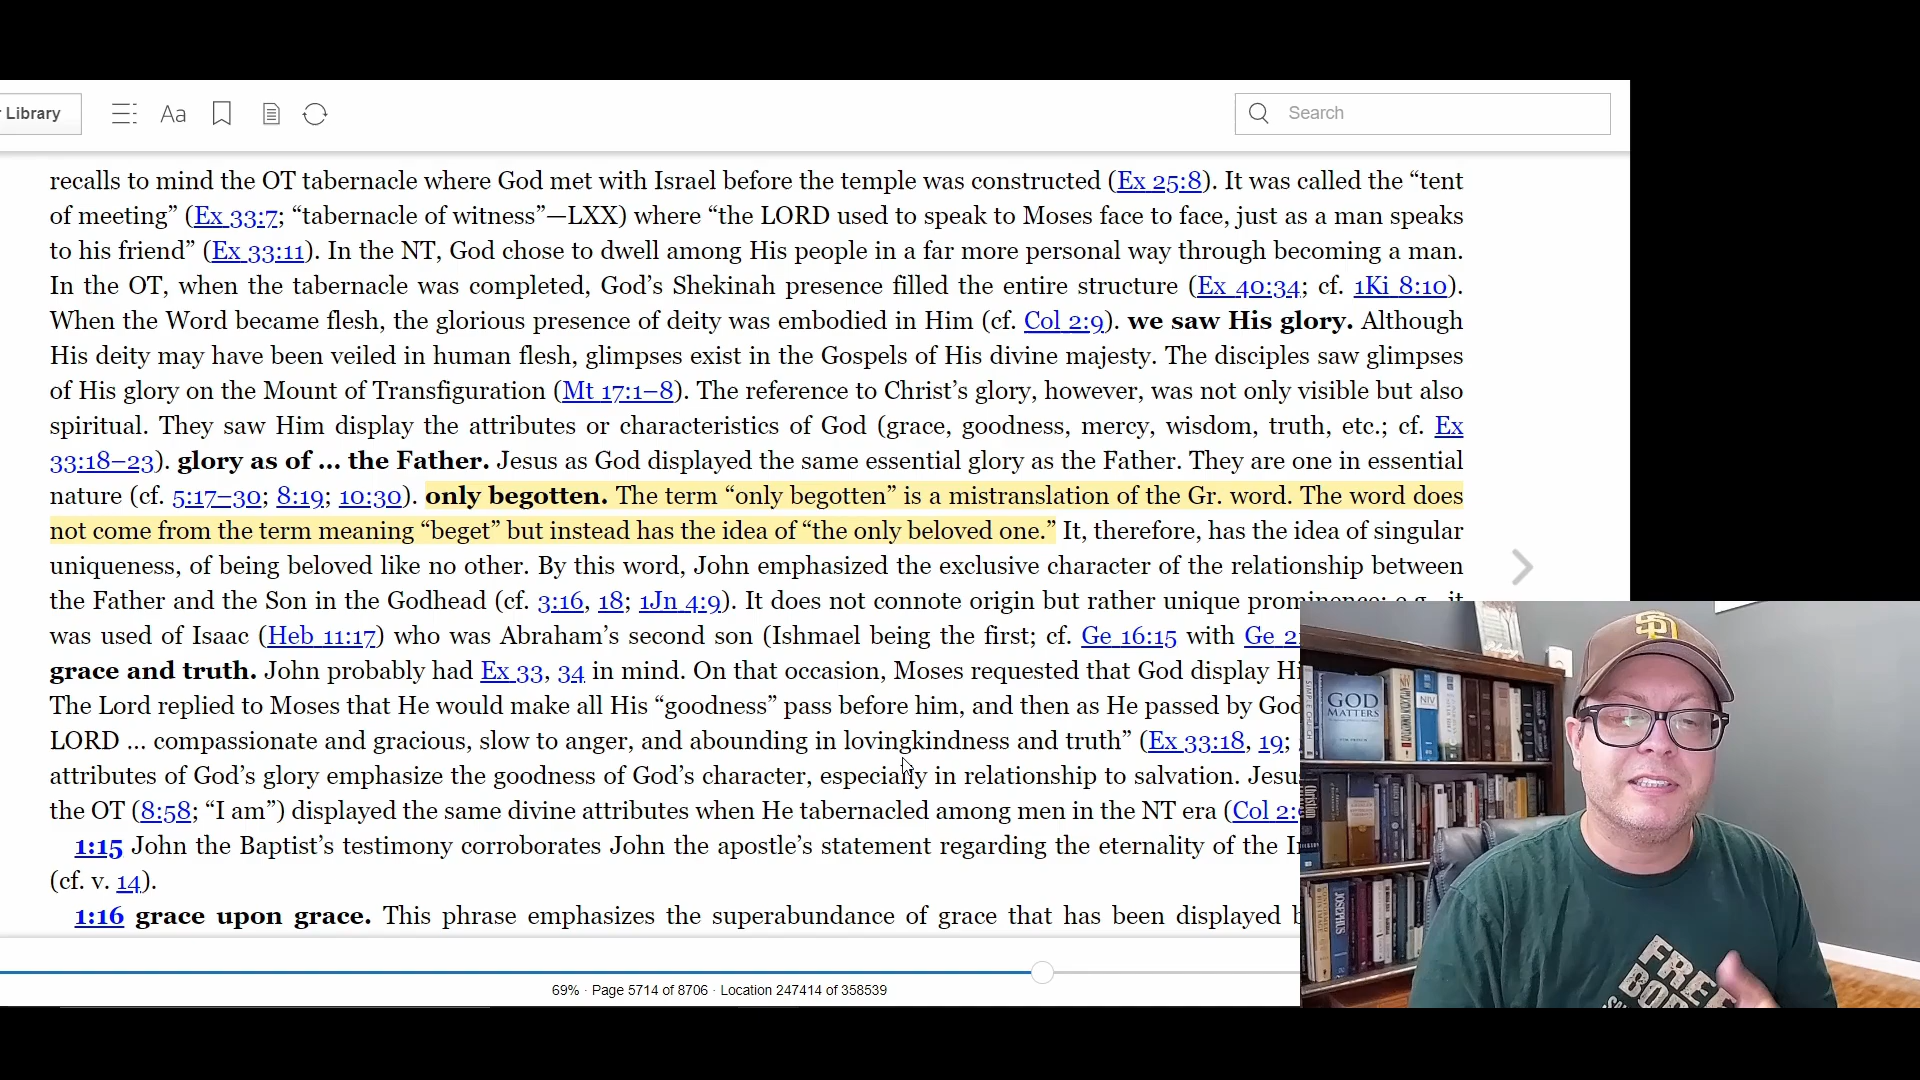 Library
Aa
Search
recalls to mind the OT tabernacle where God met with Israel before the temple was constructed (Ex 25:8). It was called the “tent
of meeting” (Ex 33:7; “tabernacle of witness”—LXX) where “the LORD used to speak to Moses face to face, just as a man speaks
to his friend” (Ex 33:11). In the NT, God chose to dwell among His people in a far more personal way through becoming a man.
In the OT, when the tabernacle was completed, God’s Shekinah presence filled the entire structure (Ex 40:34; cf. 1Ki 8:10).
When the Word became flesh, the glorious presence of deity was embodied in Him (cf. Col 2:9). we saw His glory. Although
His deity may have been veiled in human flesh, glimpses exist in the Gospels of His divine majesty. The disciples saw glimpses
of His glory on the Mount of Transfiguration (Mt 17:1–8). The reference to Christ’s glory, however, was not only visible but also
spiritual. They saw Him display the attributes or characteristics of God (grace, goodness, mercy, wisdom, truth, etc.; cf. Ex
33:18–23). glory as of ... the Father. Jesus as God displayed the same essential glory as the Father. They are one in essential
nature (cf. 5:17–30; 8:19; 10:30). only begotten. The term “only begotten” is a mistranslation of the Gr. word. The word does
not come from the term meaning “beget” but instead has the idea of “the only beloved one.” It, therefore, has the idea of singular
uniqueness, of being beloved like no other. By this word, John emphasized the exclusive character of the relationship between
the Father and the Son in the Godhead (cf. 3:16, 18; 1Jn 4:9). It does not connote origin but rather unique prominence; e.g., it
was used of Isaac (Heb 11:17) who was Abraham’s second son (Ishmael being the first; cf. Ge 16:15 with Ge 2
grace and truth. John probably had Ex 33, 34 in mind. On that occasion, Moses requested that God display Hi
The Lord replied to Moses that He would make all His “goodness” pass before him, and then as He passed by God
LORD ... compassionate and gracious, slow to anger, and abounding in lovingkindness and truth” (Ex 33:18, 19;
attributes of God’s glory emphasize the goodness of God’s character, especially in relationship to salvation. Jesus
the OT (8:58; “I am”) displayed the same divine attributes when He tabernacled among men in the NT era (Col 2:
1:15 John the Baptist’s testimony corroborates John the apostle’s statement regarding the eternality of the I
(cf. v. 14).
1:16 grace upon grace. This phrase emphasizes the superabundance of grace that has been displayed
69% · Page 5714 of 8706 · Location 247414 of 358539
SD
SIMPLE CHURCH
GOD
MATTERS
NIV
NIV
Christian
JOSEPHUS
FREE